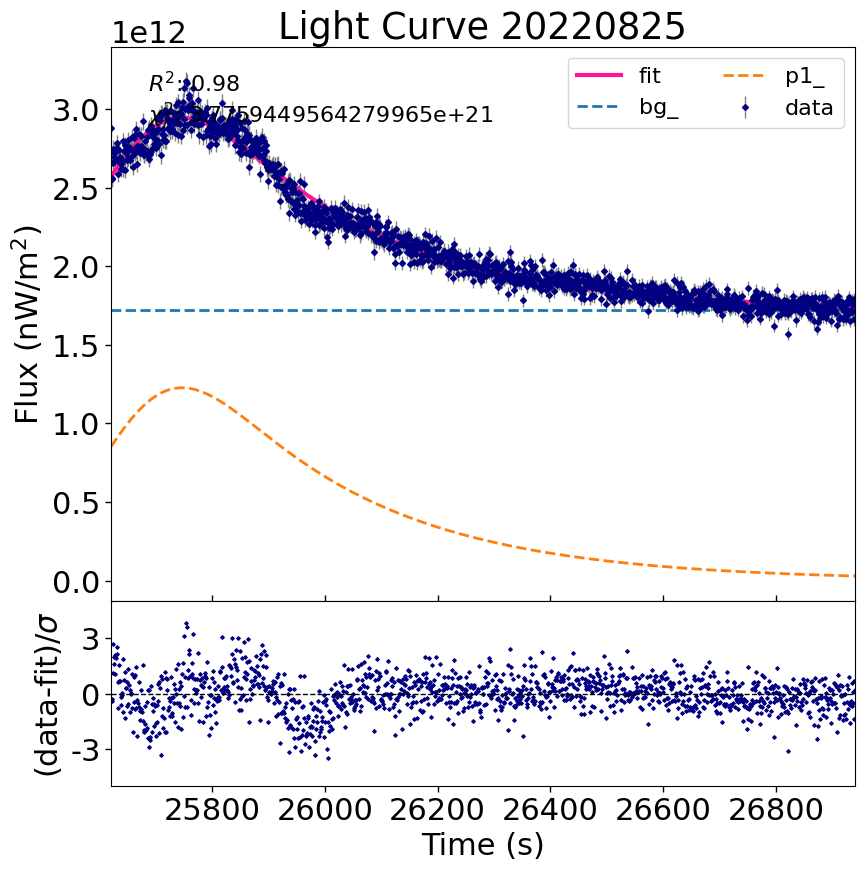 Light Curve 20220825
1e12
R²: 0.98
7759449564279965e+21
fit
bg_
p1_
data
3.0
2.5
2.0
1.5
1.0
0.5
0.0
Flux (nW/m²)
3
0
-3
(data-fit)/σ
25800 26000 26200 26400 26600 26800
Time (s)